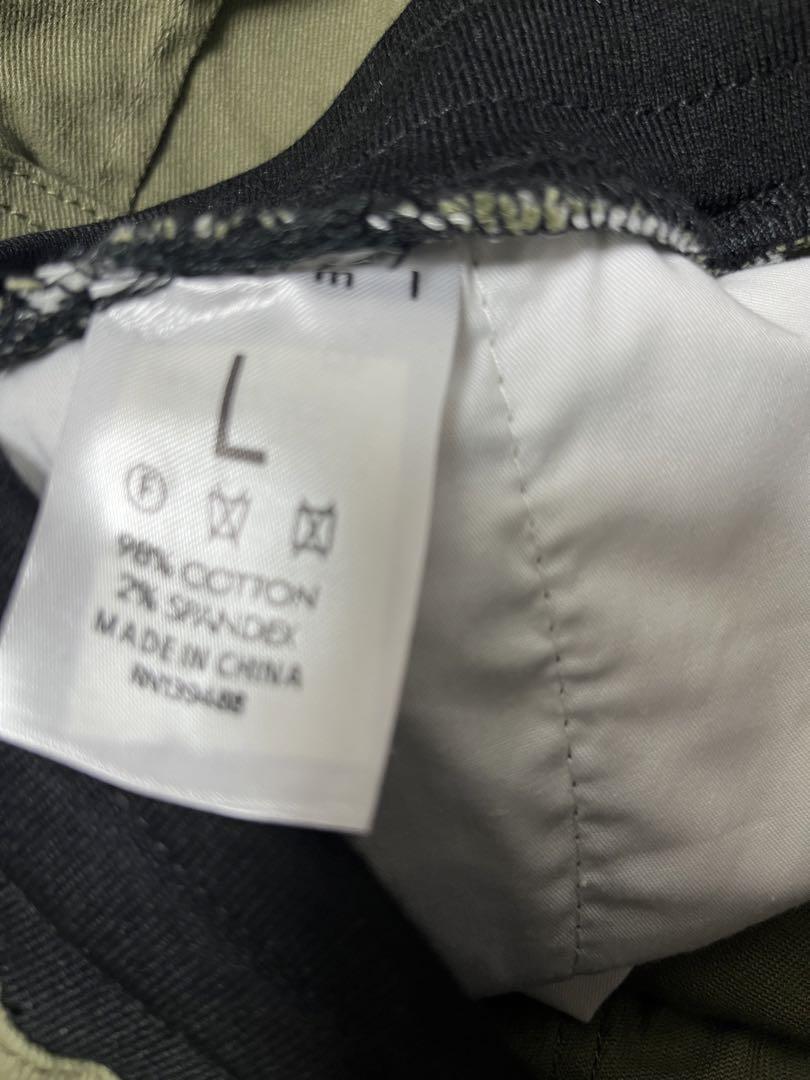 L
F
98% COTTON
2% SPANDEX
MADE IN CHINA